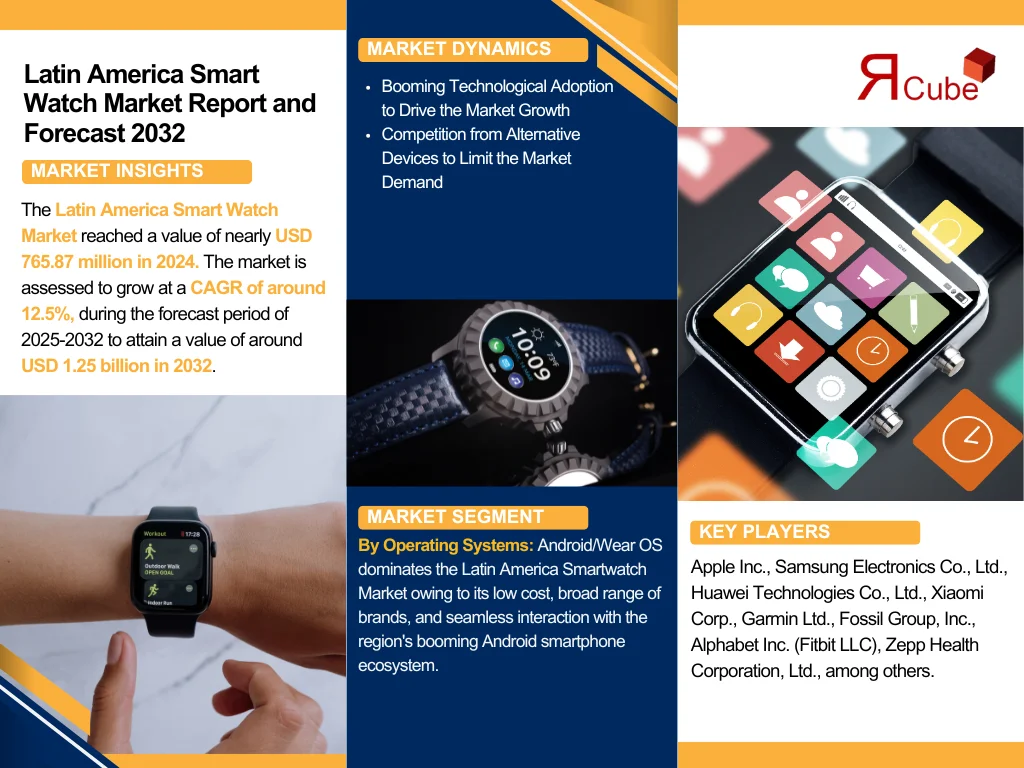 Latin America Smart
Watch Market Report and
Forecast 2032
MARKET INSIGHTS
The Latin America Smart Watch
Market reached a value of nearly USD
765.87 million in 2024. The market is
assessed to grow at a CAGR of around
12.5%, during the forecast period of
2025-2032 to attain a value of around
USD 1.25 billion in 2032.
Workout 17:28
Outdoor Walk
OPEN GOAL
Indoor Run
MARKET DYNAMICS
• Booming Technological Adoption
to Drive the Market Growth
• Competition from Alternative
Devices to Limit the Market
Demand
10:09
73°F
MARKET SEGMENT
By Operating Systems: Android/Wear OS
dominates the Latin America Smartwatch
Market owing to its low cost, broad range of
brands, and seamless interaction with the
region's booming Android smartphone
ecosystem.
ЯCube
KEY PLAYERS
Apple Inc., Samsung Electronics Co., Ltd.,
Huawei Technologies Co., Ltd., Xiaomi
Corp., Garmin Ltd., Fossil Group, Inc.,
Alphabet Inc. (Fitbit LLC), Zepp Health
Corporation, Ltd., among others.